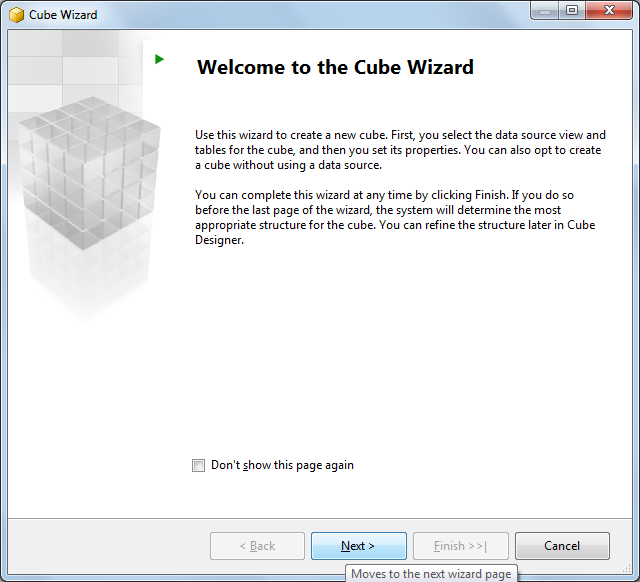 Cube Wizard
Welcome to the Cube Wizard
Use this wizard to create a new cube. First, you select the data source view and
tables for the cube, and then you set its properties. You can also opt to create
a cube without using a data source.
You can complete this wizard at any time by clicking Finish. If you do so
before the last page of the wizard, the system will determine the most
appropriate structure for the cube. You can refine the structure later in Cube
Designer.
Don't show this page again
< Back
Next >
Finish >>|
Cancel
Moves to the next wizard page